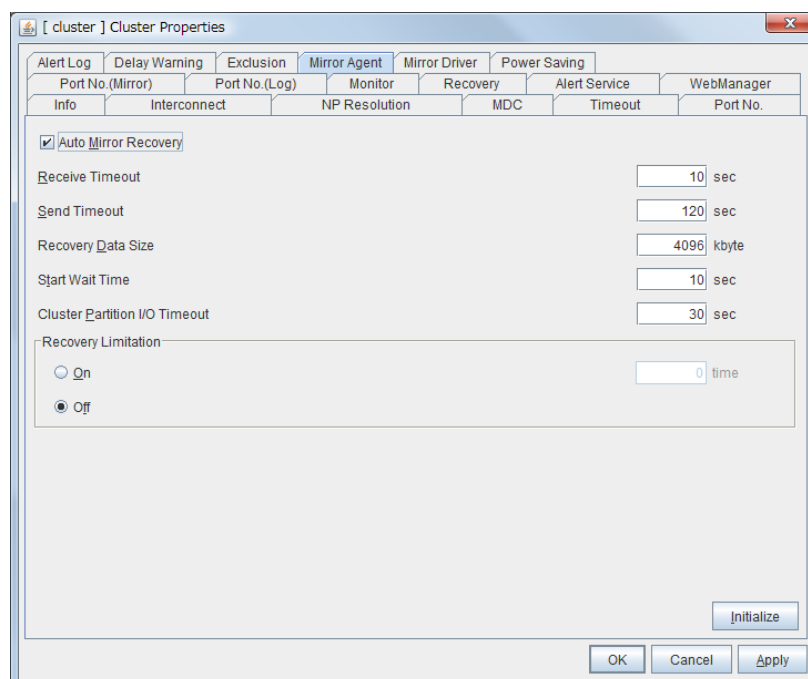 [ cluster ] Cluster Properties
Alert Log Delay Warning Exclusion Mirror Agent Mirror Driver Power Saving
Port No.(Mirror) Port No.(Log) Monitor Recovery Alert Service WebManager
Info Interconnect NP Resolution MDC Timeout Port No.
Auto Mirror Recovery
Receive Timeout 10 sec
Send Timeout 120 sec
Recovery Data Size 4096 kbyte
Start Wait Time 10 sec
Cluster Partition I/O Timeout 30 sec
Recovery Limitation
On 0 time
Off
Initialize
OK Cancel Apply